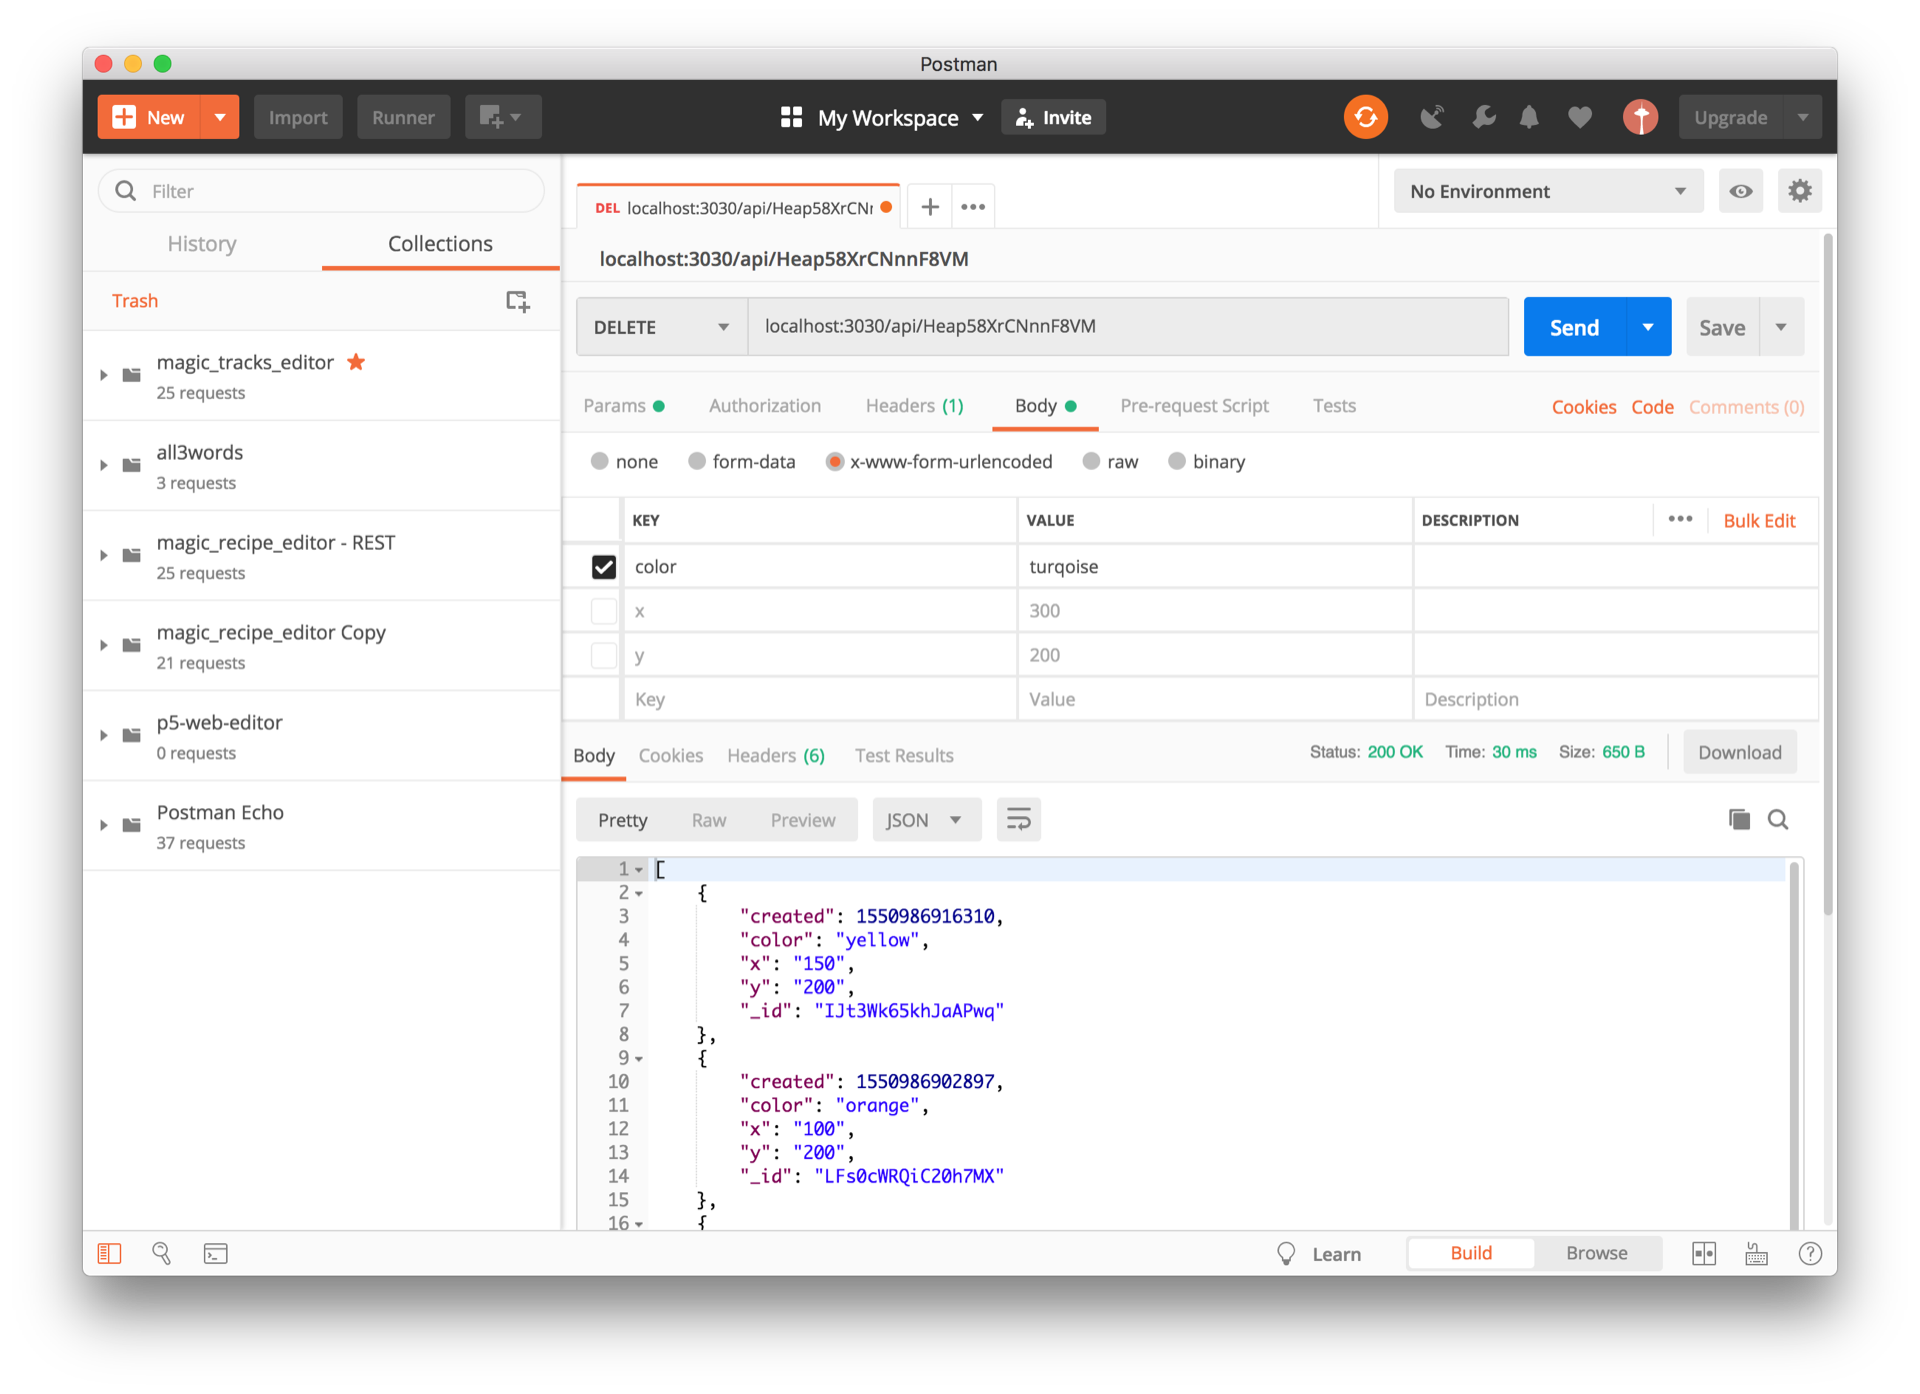 Postman
New
Import
Runner
My Workspace
Invite
Upgrade
Filter
History
Collections
Trash
magic_tracks_editor
25 requests
all3words
3 requests
magic_recipe_editor - REST
25 requests
magic_recipe_editor Copy
21 requests
p5-web-editor
0 requests
Postman Echo
37 requests
DEL localhost:3030/api/Heap58XrCNr
No Environment
localhost:3030/api/Heap58XrCNnnF8VM
DELETE
localhost:3030/api/Heap58XrCNnnF8VM
Send
Save
Params
Authorization
Headers (1)
Body
Pre-request Script
Tests
Cookies
Code
Comments (0)
none
form-data
x-www-form-urlencoded
raw
binary
KEY VALUE DESCRIPTION
Bulk Edit
color turqoise
x 300
y 200
Key Value Description
Body
Cookies
Headers (6)
Test Results
Status: 200 OK
Time: 30 ms
Size: 650 B
Download
Pretty
Raw
Preview
JSON
1 [
2 {
3 "created": 1550986916310,
4 "color": "yellow",
5 "x": "150",
6 "y": "200",
7 "_id": "IJt3Wk65khJaAPwq"
8 },
9 {
10 "created": 1550986902897,
11 "color": "orange",
12 "x": "100",
13 "y": "200",
14 "_id": "LFs0cWRQiC20h7MX"
15 },
16 {
Learn
Build
Browse